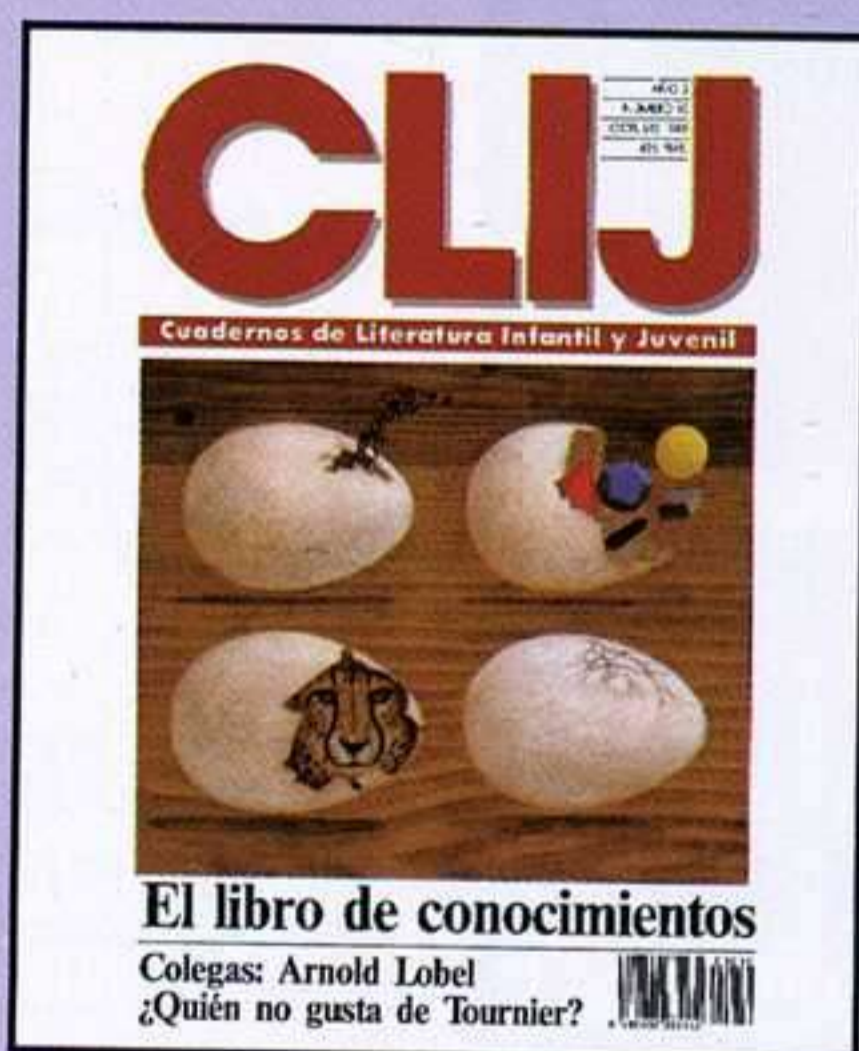 CLIJ
Cuadernos de Literatura Infantil y Juvenil
El libro de conocimientos
Colegas: Arnold Lobel
¿Quién no gusta de Tournier?